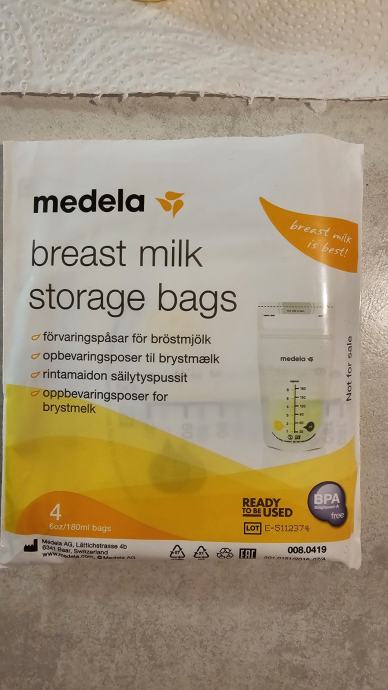 medela
breast milk
is best!
breast milk
storage bags
förvaringspåsar för bröstmjölk
opbevaringsposer til brystmælk
rintamaidon säilytyspussit
oppbevaringsposer for
brystmelk
medela
Not for sale
4
6oz/180ml bags
READY
TO BE USED
BPA
free
LOT E-5112374
Medela AG, Lättichstrasse 4b
6341 Baar, Switzerland
www.medela.com, © Medela AG
EAC
008.0419